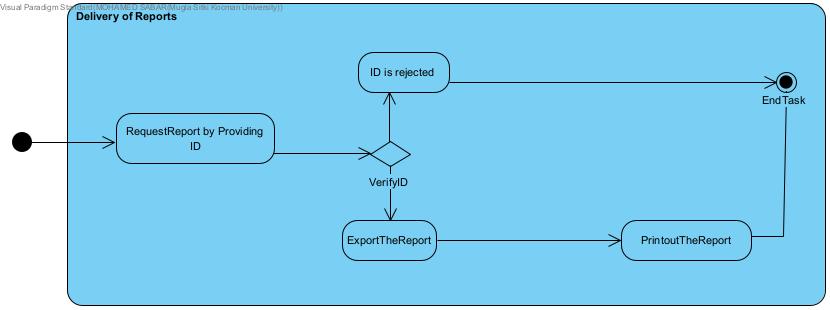 Visual Paradigm Standard(MOHAMED SABAR(Mugla Sitki Kocman University))
Delivery of Reports
ID is rejected
EndTask
RequestReport by Providing
ID
VerifyID
ExportTheReport
PrintoutTheReport